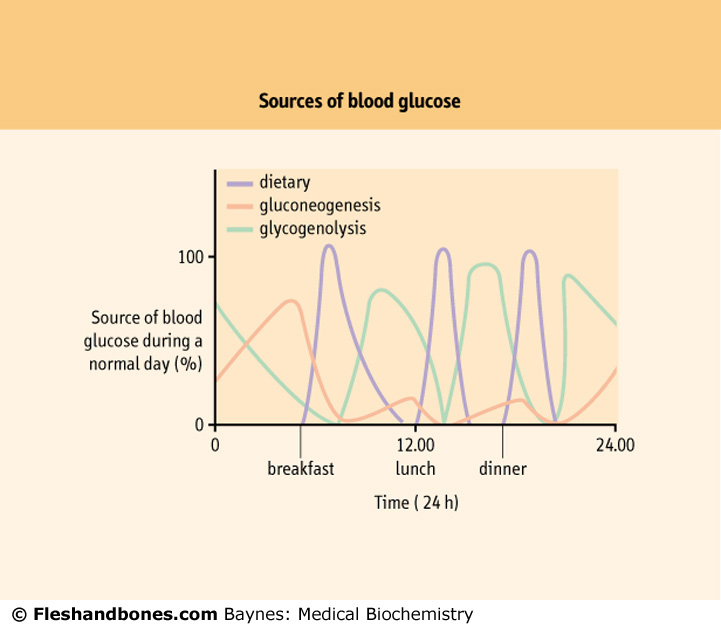 Sources of blood glucose
dietary
gluconeogenesis
glycogenolysis
100
Source of blood
glucose during a
normal day (%)
0
0
12.00
24.00
breakfast
lunch
dinner
Time ( 24 h)
© Fleshandbones.com Baynes: Medical Biochemistry